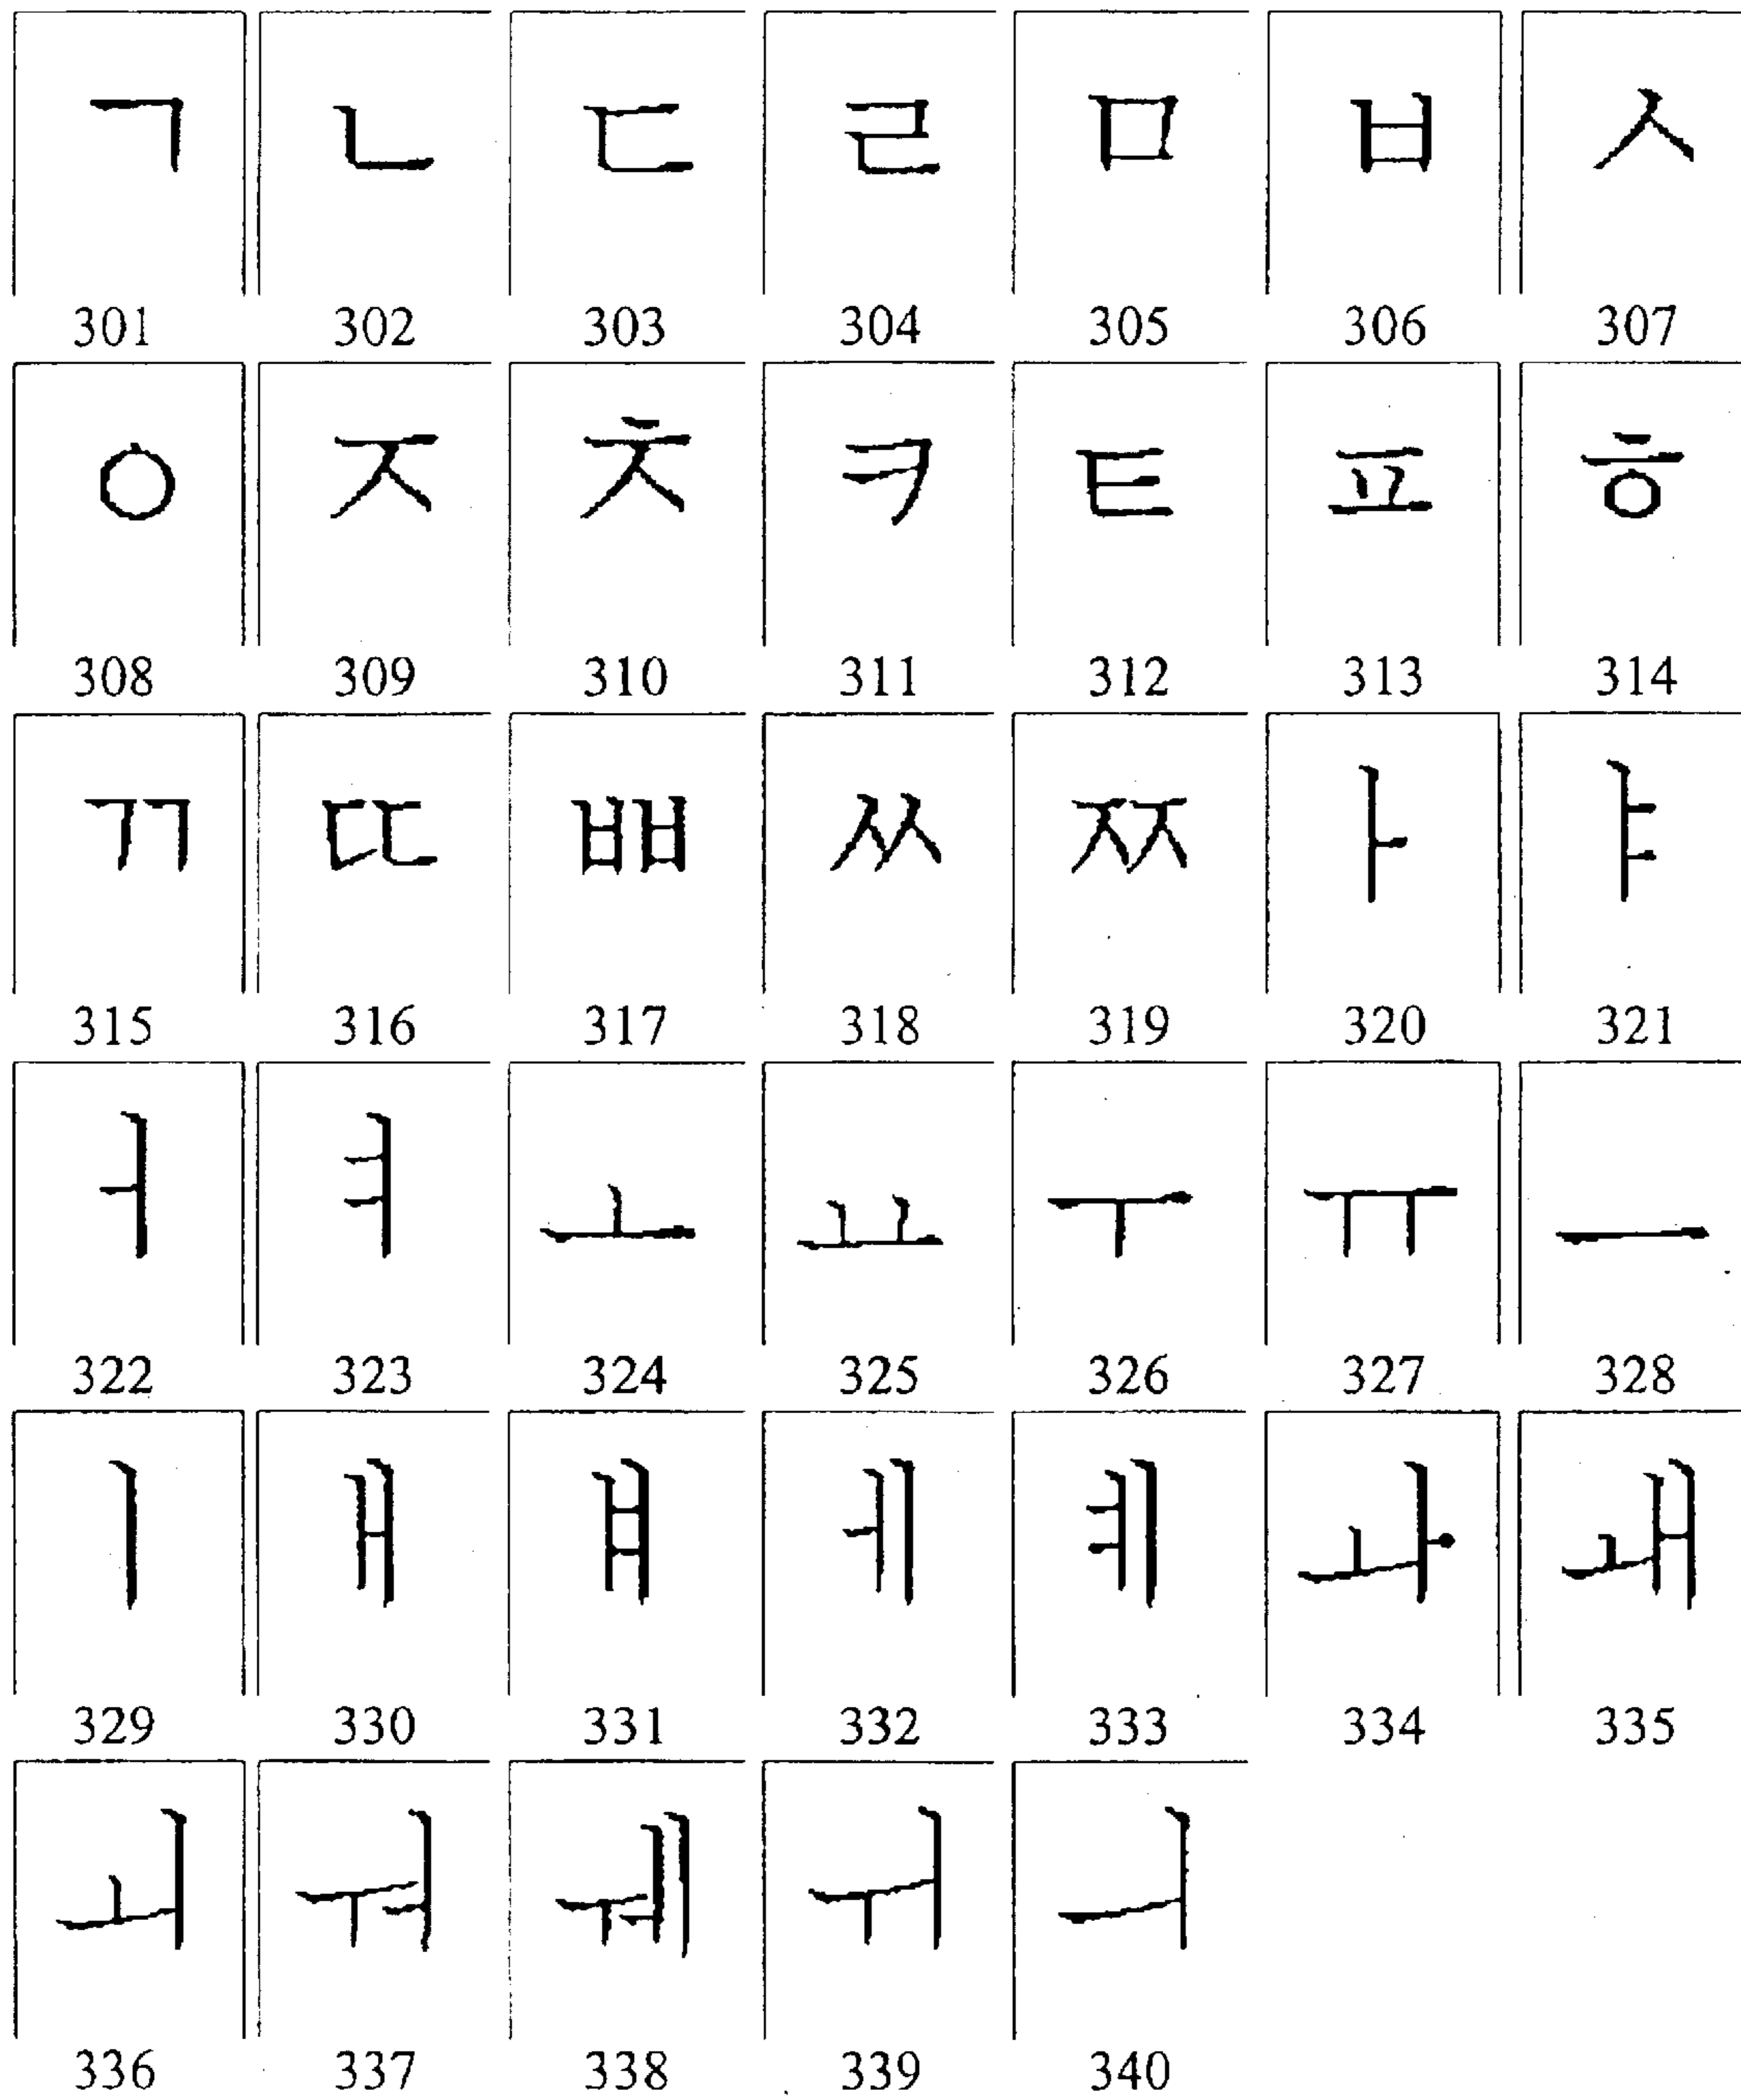 ㄱ ㄴ ㄷ ㄹ ㅁ ㅂ ㅅ
301 302 303 304 305 306 307
ㅇ ㅈ ㅊ ㅋ ㅌ ㅍ ㅎ
308 309 310 311 312 313 314
ㄲ ㄸ ㅃ ㅆ ㅉ ㅏ ㅑ
315 316 317 318 319 320 321
ㅓ ㅕ ㅗ ㅛ ㅜ ㅠ ㅡ
322 323 324 325 326 327 328
ㅣ ㅐ ㅒ ㅔ ㅖ ㅘ ㅙ
329 330 331 332 333 334 335
ㅚ ㅝ ㅞ ㅟ ㅢ
336 337 338 339 340